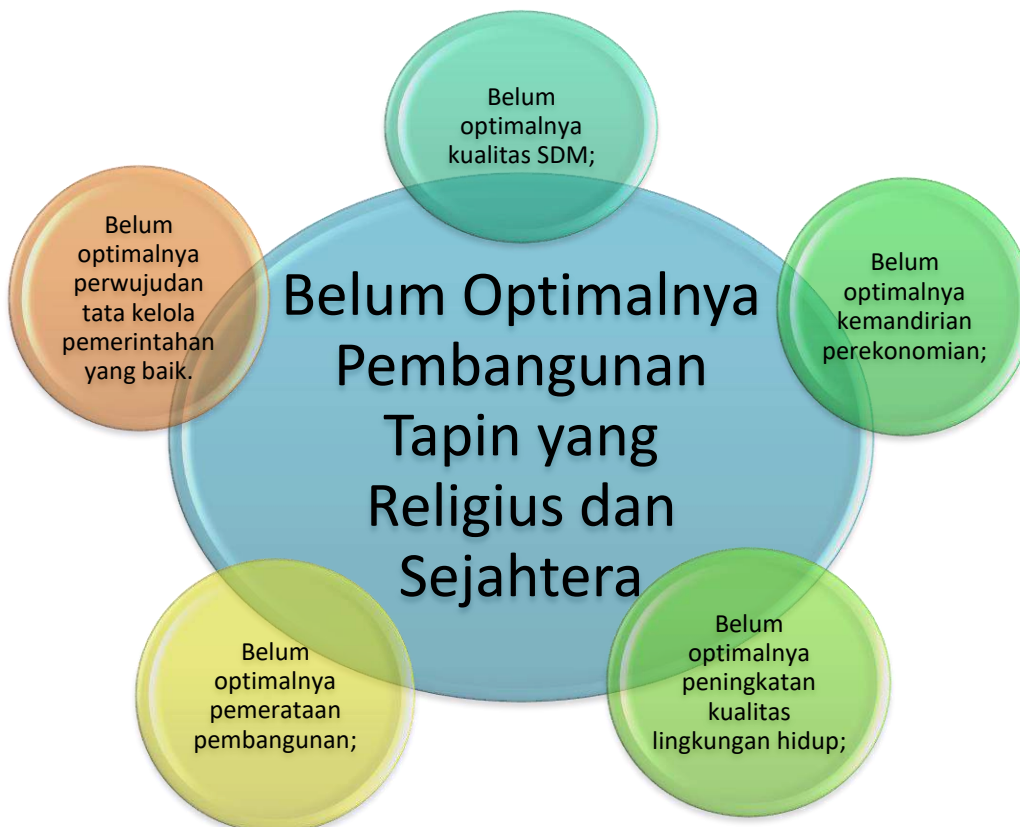 Belum
optimalnya
kualitas SDM;
Belum
optimalnya
kemandirian
perekonomian;
Belum
optimalnya
peningkatan
kualitas
lingkungan hidup;
Belum
optimalnya
pemerataan
pembangunan;
Belum
optimalnya
perwujudan
tata kelola
pemerintahan
yang baik.
Belum Optimalnya
Pembangunan
Tapin yang
Religius dan
Sejahtera